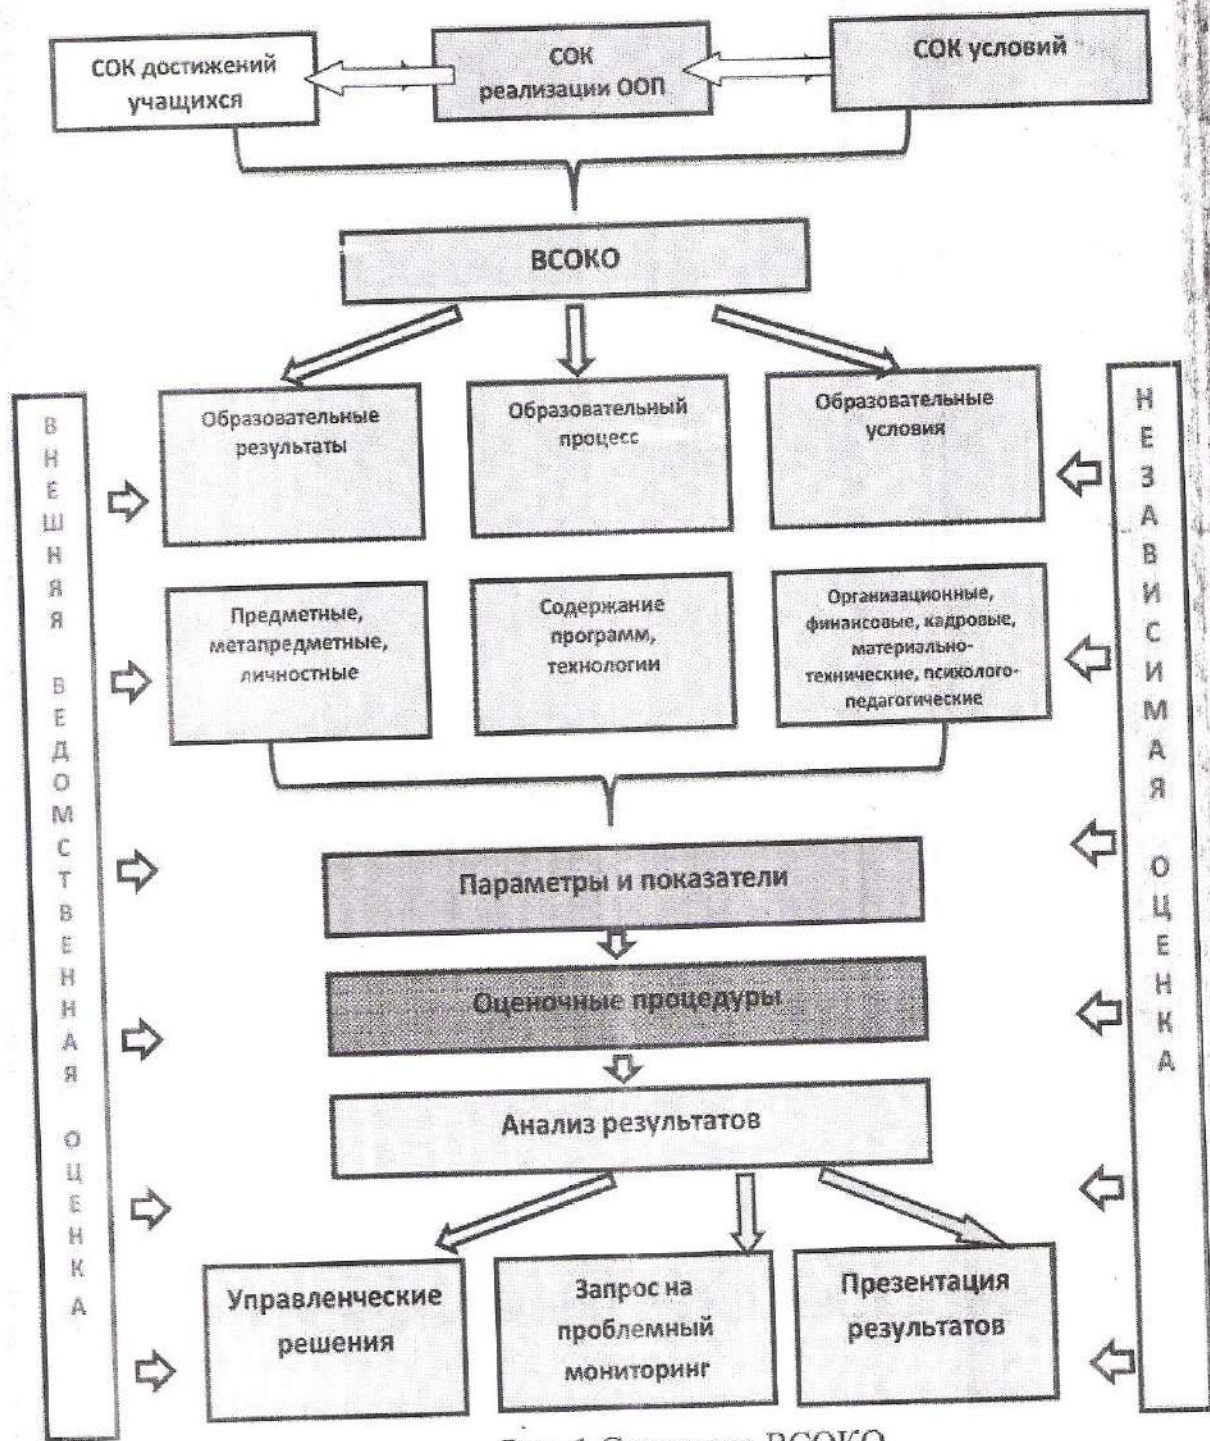 СОК достижений
учащихся
СОК
реализации ООП
СОК условий
ВСОКО
Образовательные
результаты
Образовательный
процесс
Образовательные
условия
Предметные,
метапредметные,
личностные
Содержание
программ,
технологии
Организационные,
финансовые, кадровые,
материально-
технические, психолого-
педагогические
Параметры и показатели
Оценочные процедуры
Анализ результатов
Управленческие
решения
Запрос на
проблемный
мониторинг
Презентация
результатов
ВНЕШНЯЯ ВЕДОМСТВЕННАЯ ОЦЕНКА
НЕЗАВИСИМАЯ ОЦЕНКА
ВСОКО